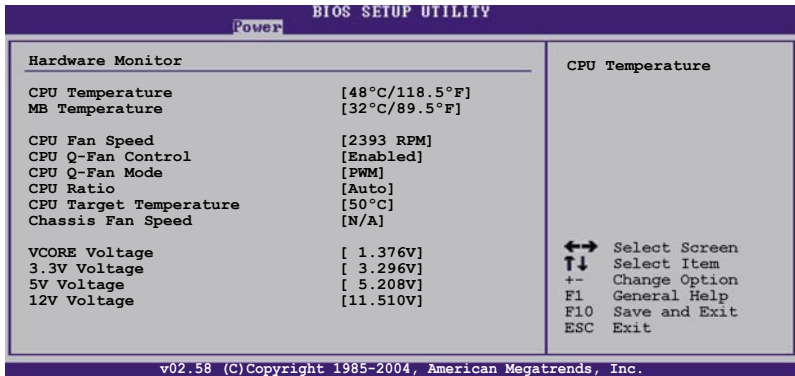 BIOS SETUP UTILITY
Power
Hardware Monitor
CPU Temperature [48°C/118.5°F]
MB Temperature [32°C/89.5°F]
CPU Fan Speed [2393 RPM]
CPU Q-Fan Control [Enabled]
CPU Q-Fan Mode [PWM]
CPU Ratio [Auto]
CPU Target Temperature [50°C]
Chassis Fan Speed [N/A]
VCORE Voltage [ 1.376V]
3.3V Voltage [ 3.296V]
5V Voltage [ 5.208V]
12V Voltage [11.510V]
CPU Temperature
←→ Select Screen
↑↓ Select Item
+- Change Option
F1 General Help
F10 Save and Exit
ESC Exit
v02.58 (C)Copyright 1985-2004, American Megatrends, Inc.